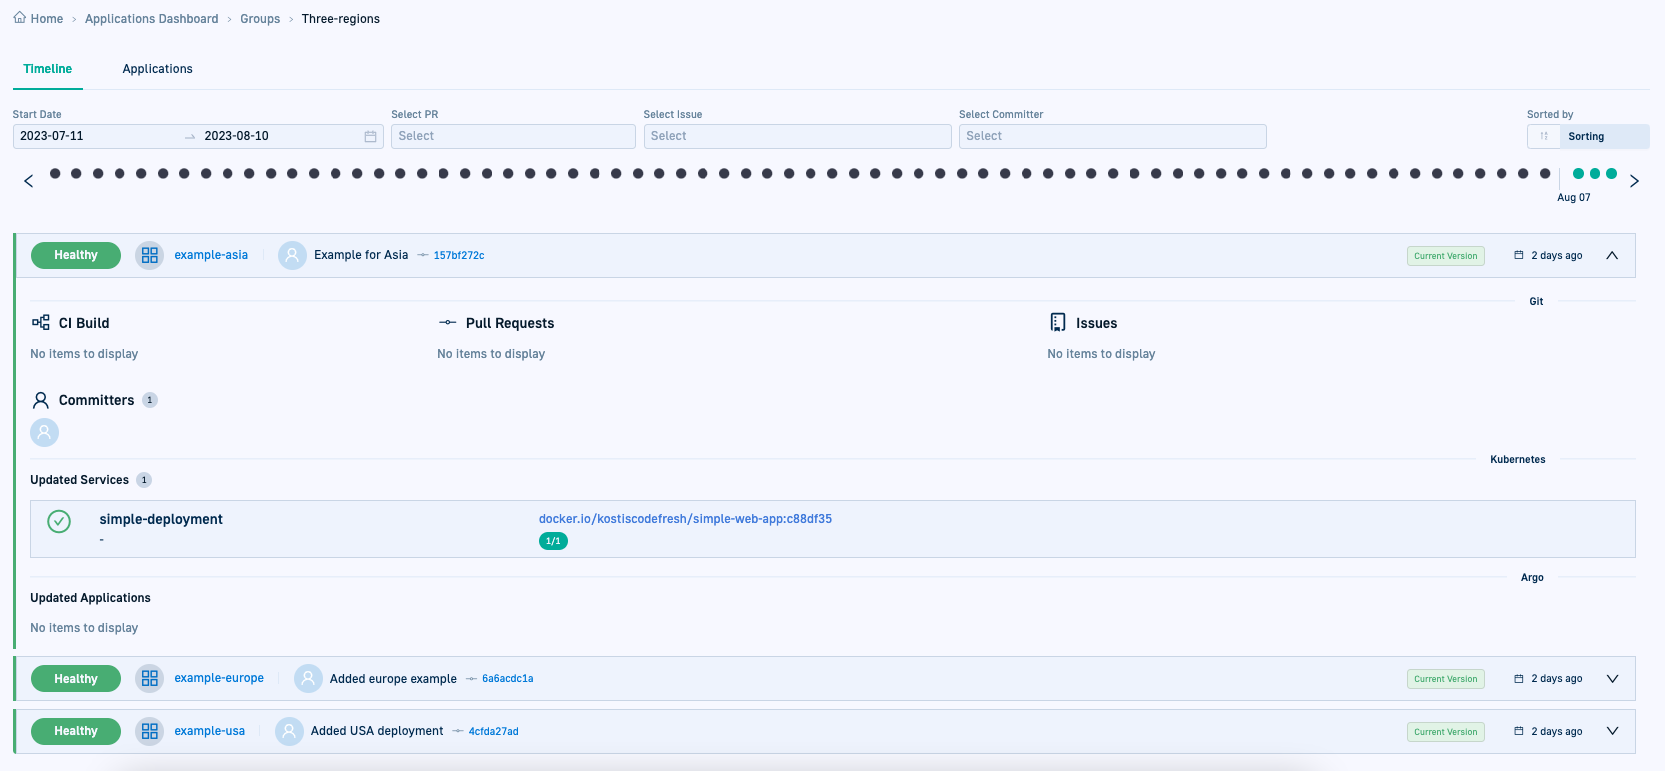 Home > Applications Dashboard > Groups > Three-regions
Timeline Applications
Start Date Select PR Select Issue Select Committer Sorted by
2023-07-11 → 2023-08-10 Select Select Select Sorting
Aug 07
Healthy example-asia Example for Asia 157bf272c Current Version 2 days ago
Git
CI Build Pull Requests Issues
No items to display No items to display No items to display
Committers 1
Kubernetes
Updated Services 1
simple-deployment docker.io/kostiscodefresh/simple-web-app:c88df35
- 1/1
Argo
Updated Applications
No items to display
Healthy example-europe Added europe example 6a6acdc1a Current Version 2 days ago
Healthy example-usa Added USA deployment 4cfda27ad Current Version 2 days ago